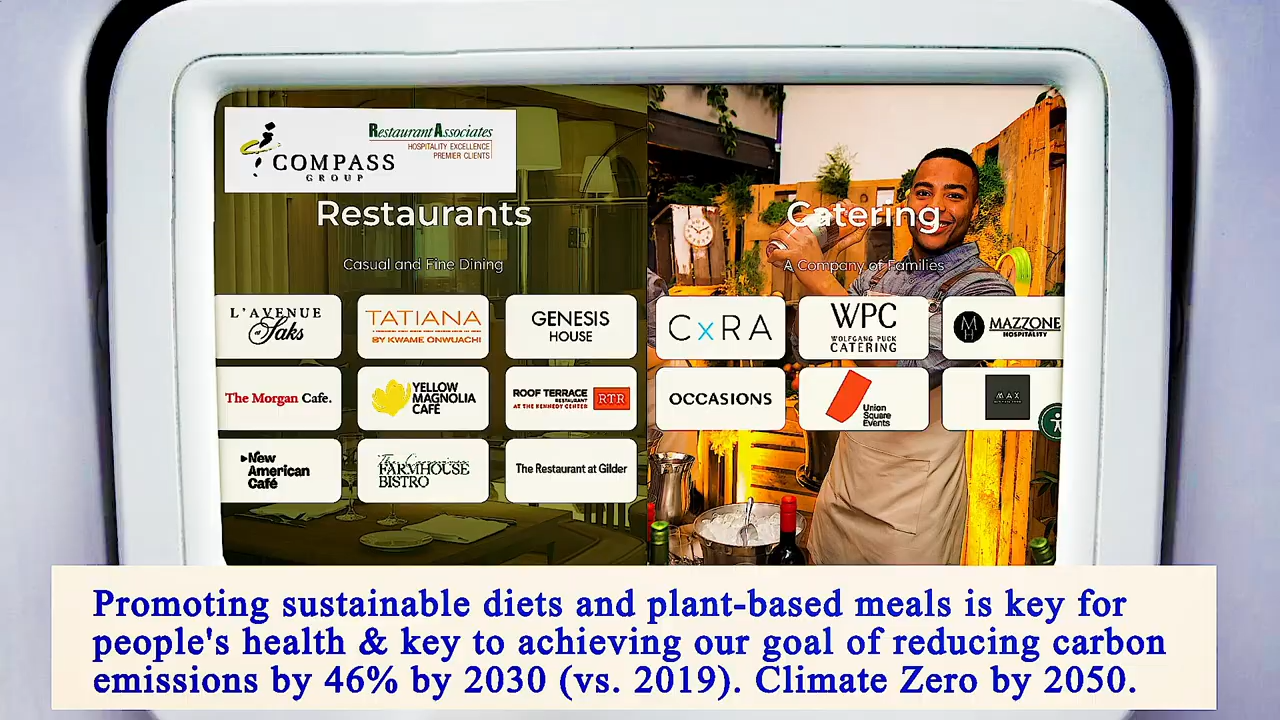 Restaurant Associates
HOSPITALITY EXCELLENCE
PREMIER CLIENTS
COMPASS
GROUP
Restaurants
Casual and Fine Dining
L'AVENUE
Saks
TATIANA
BY KWAME ONWUACHI
GENESIS
HOUSE
The Morgan Cafe.
YELLOW
MAGNOLIA
CAFÉ
ROOF TERRACE
RESTAURANT
AT THE KENNEDY CENTER
RTR
New
American
Café
FARMHOUSE
BISTRO
The Restaurant at Gilder
Catering
A Company of Families
CxRA
WPC
WOLFGANG PUCK
CATERING
MH
MAZZONE
HOSPITALITY
OCCASIONS
Union
Square
Events
MAX
Promoting sustainable diets and plant-based meals is key for
people's health & key to achieving our goal of reducing carbon
emissions by 46% by 2030 (vs. 2019). Climate Zero by 2050.